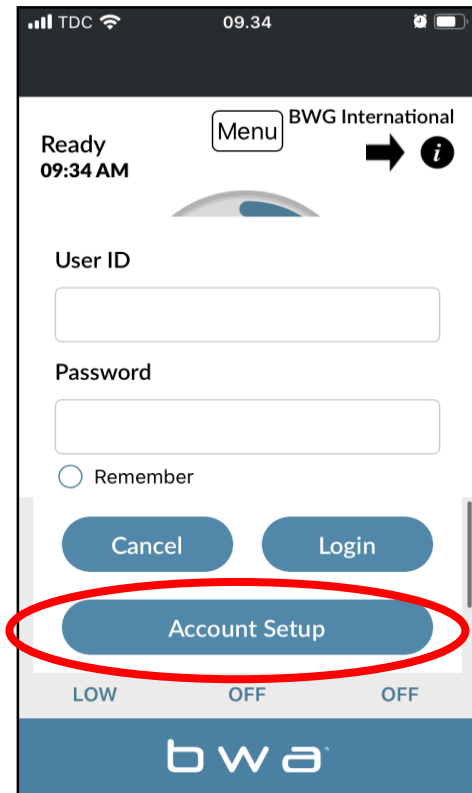 TDC 09.34
BWG International
Menu
Ready
09:34 AM
i
User ID
Password
Remember
Cancel Login
Account Setup
LOW OFF OFF
bwa